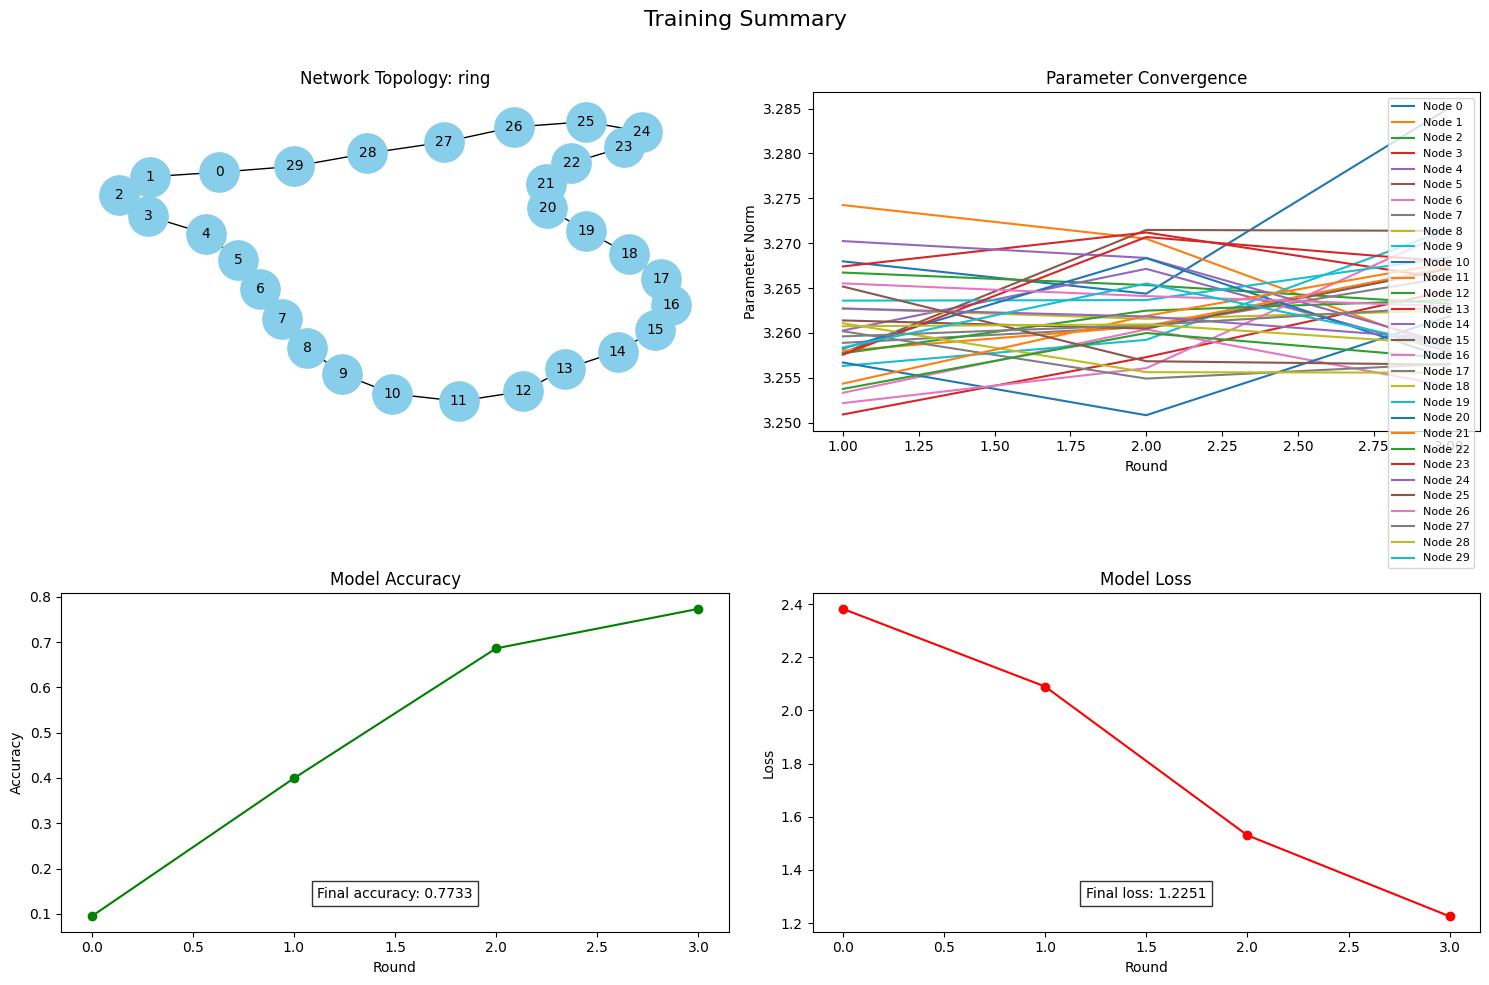 Training Summary
Network Topology: ring
0
1
2
3
4
5
6
7
8
9
10
11
12
13
14
15
16
17
18
19
20
21
22
23
24
25
26
27
28
29
Parameter Convergence
Parameter Norm
3.285
3.280
3.275
3.270
3.265
3.260
3.255
3.250
1.00 1.25 1.50 1.75 2.00 2.25 2.50 2.75 3.00
Round
Node 0
Node 1
Node 2
Node 3
Node 4
Node 5
Node 6
Node 7
Node 8
Node 9
Node 10
Node 11
Node 12
Node 13
Node 14
Node 15
Node 16
Node 17
Node 18
Node 19
Node 20
Node 21
Node 22
Node 23
Node 24
Node 25
Node 26
Node 27
Node 28
Node 29
Model Accuracy
Accuracy
0.8
0.7
0.6
0.5
0.4
0.3
0.2
0.1
Final accuracy: 0.7733
0.0 0.5 1.0 1.5 2.0 2.5 3.0
Round
Model Loss
Loss
2.4
2.2
2.0
1.8
1.6
1.4
1.2
Final loss: 1.2251
0.0 0.5 1.0 1.5 2.0 2.5 3.0
Round